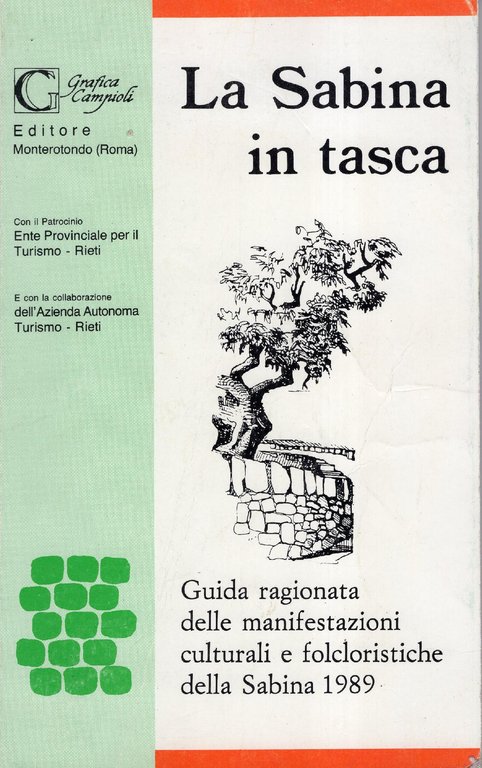 Grafica
Campioli
Editore
Monterotondo (Roma)
Con il Patrocinio
Ente Provinciale per il
Turismo - Rieti
E con la collaborazione
dell'Azienda Autonoma
Turismo - Rieti
La Sabina
in tasca
Guida ragionata
delle manifestazioni
culturali e folcloristiche
della Sabina 1989